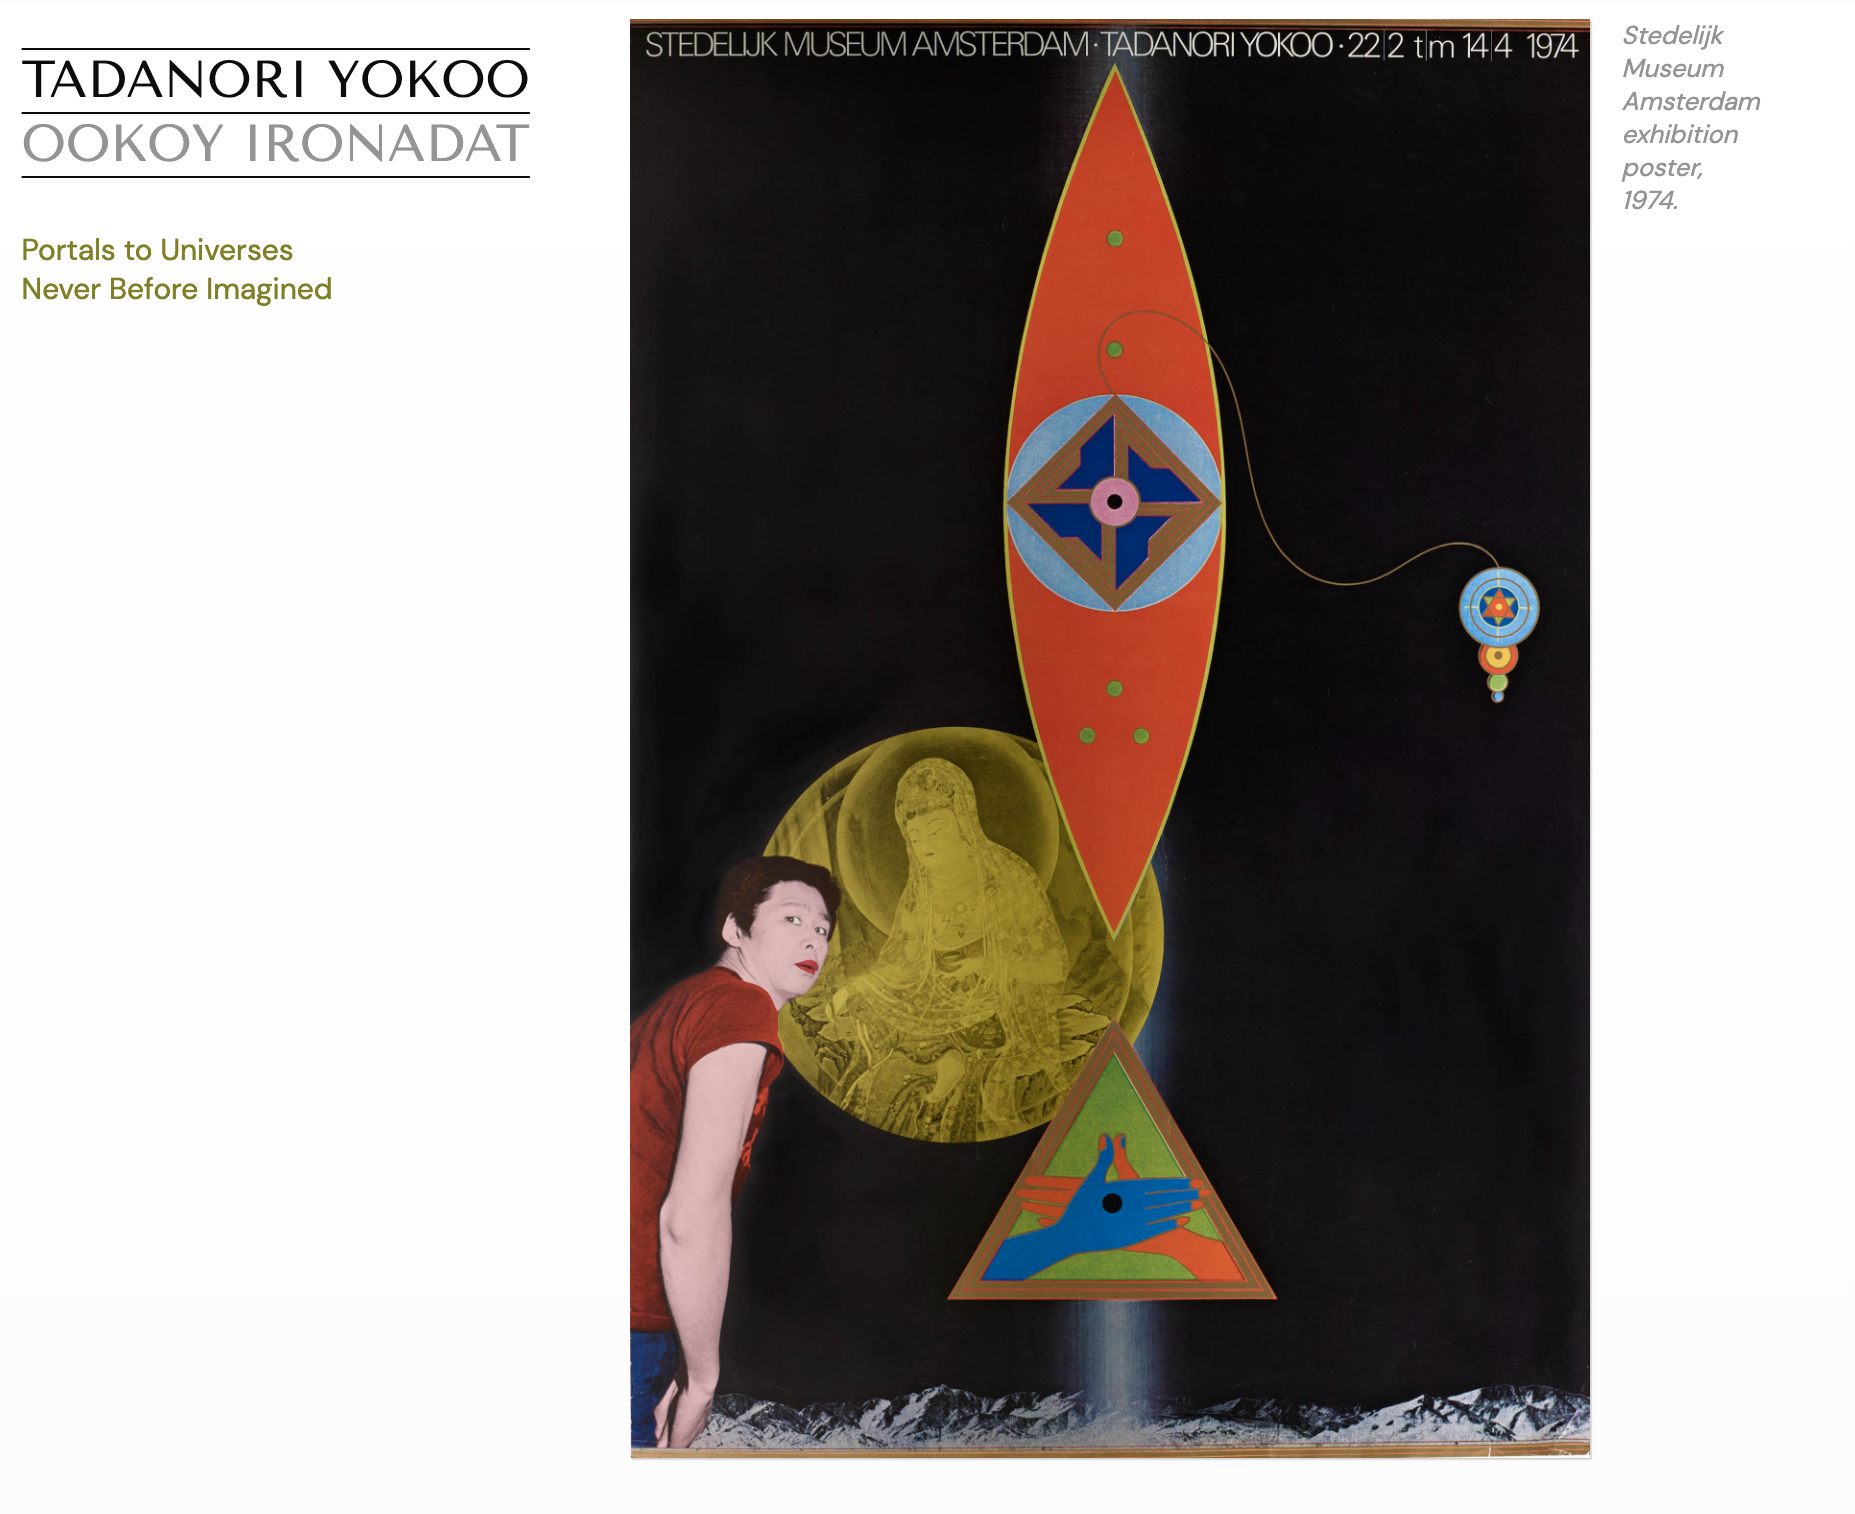 TADANORI YOKOO
OOKOY IRONADAT
Portals to Universes
Never Before Imagined
STEDELIJK MUSEUM AMSTERDAM · TADANORI YOKOO · 22|2 t|m 14|4 1974
Stedelijk
Museum
Amsterdam
exhibition
poster,
1974.